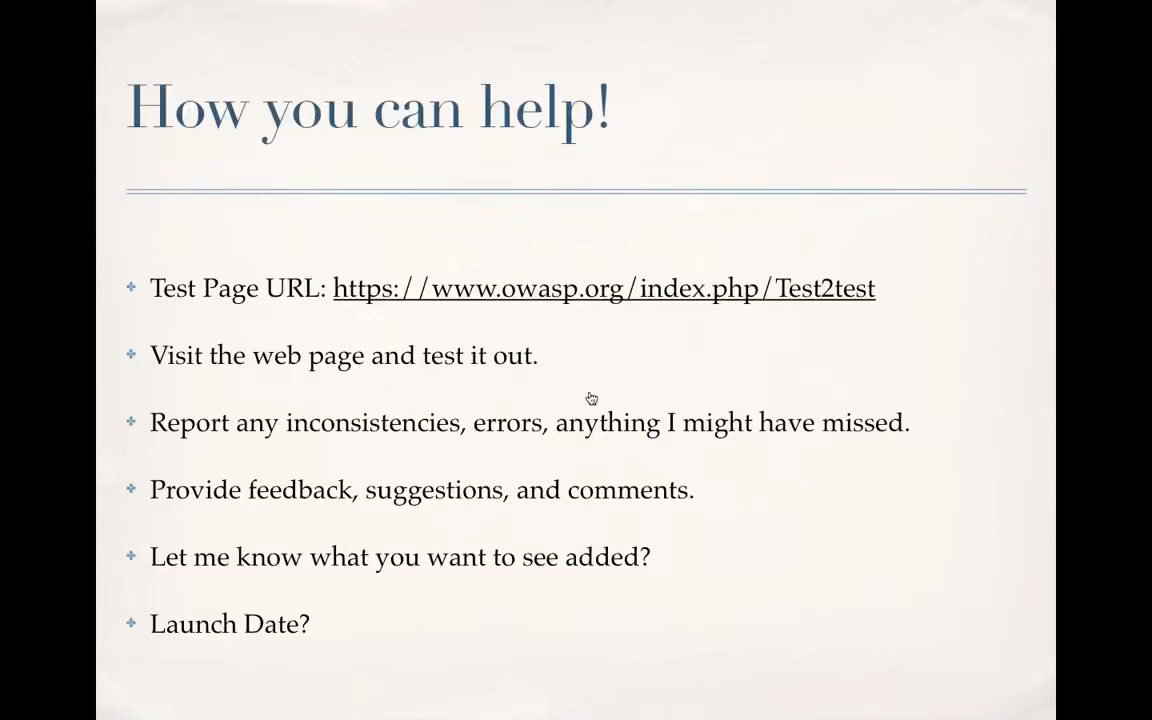 How you can help!
Test Page URL: https://www.owasp.org/index.php/Test2test
Visit the web page and test it out.
Report any inconsistencies, errors, anything I might have missed.
Provide feedback, suggestions, and comments.
Let me know what you want to see added?
Launch Date?